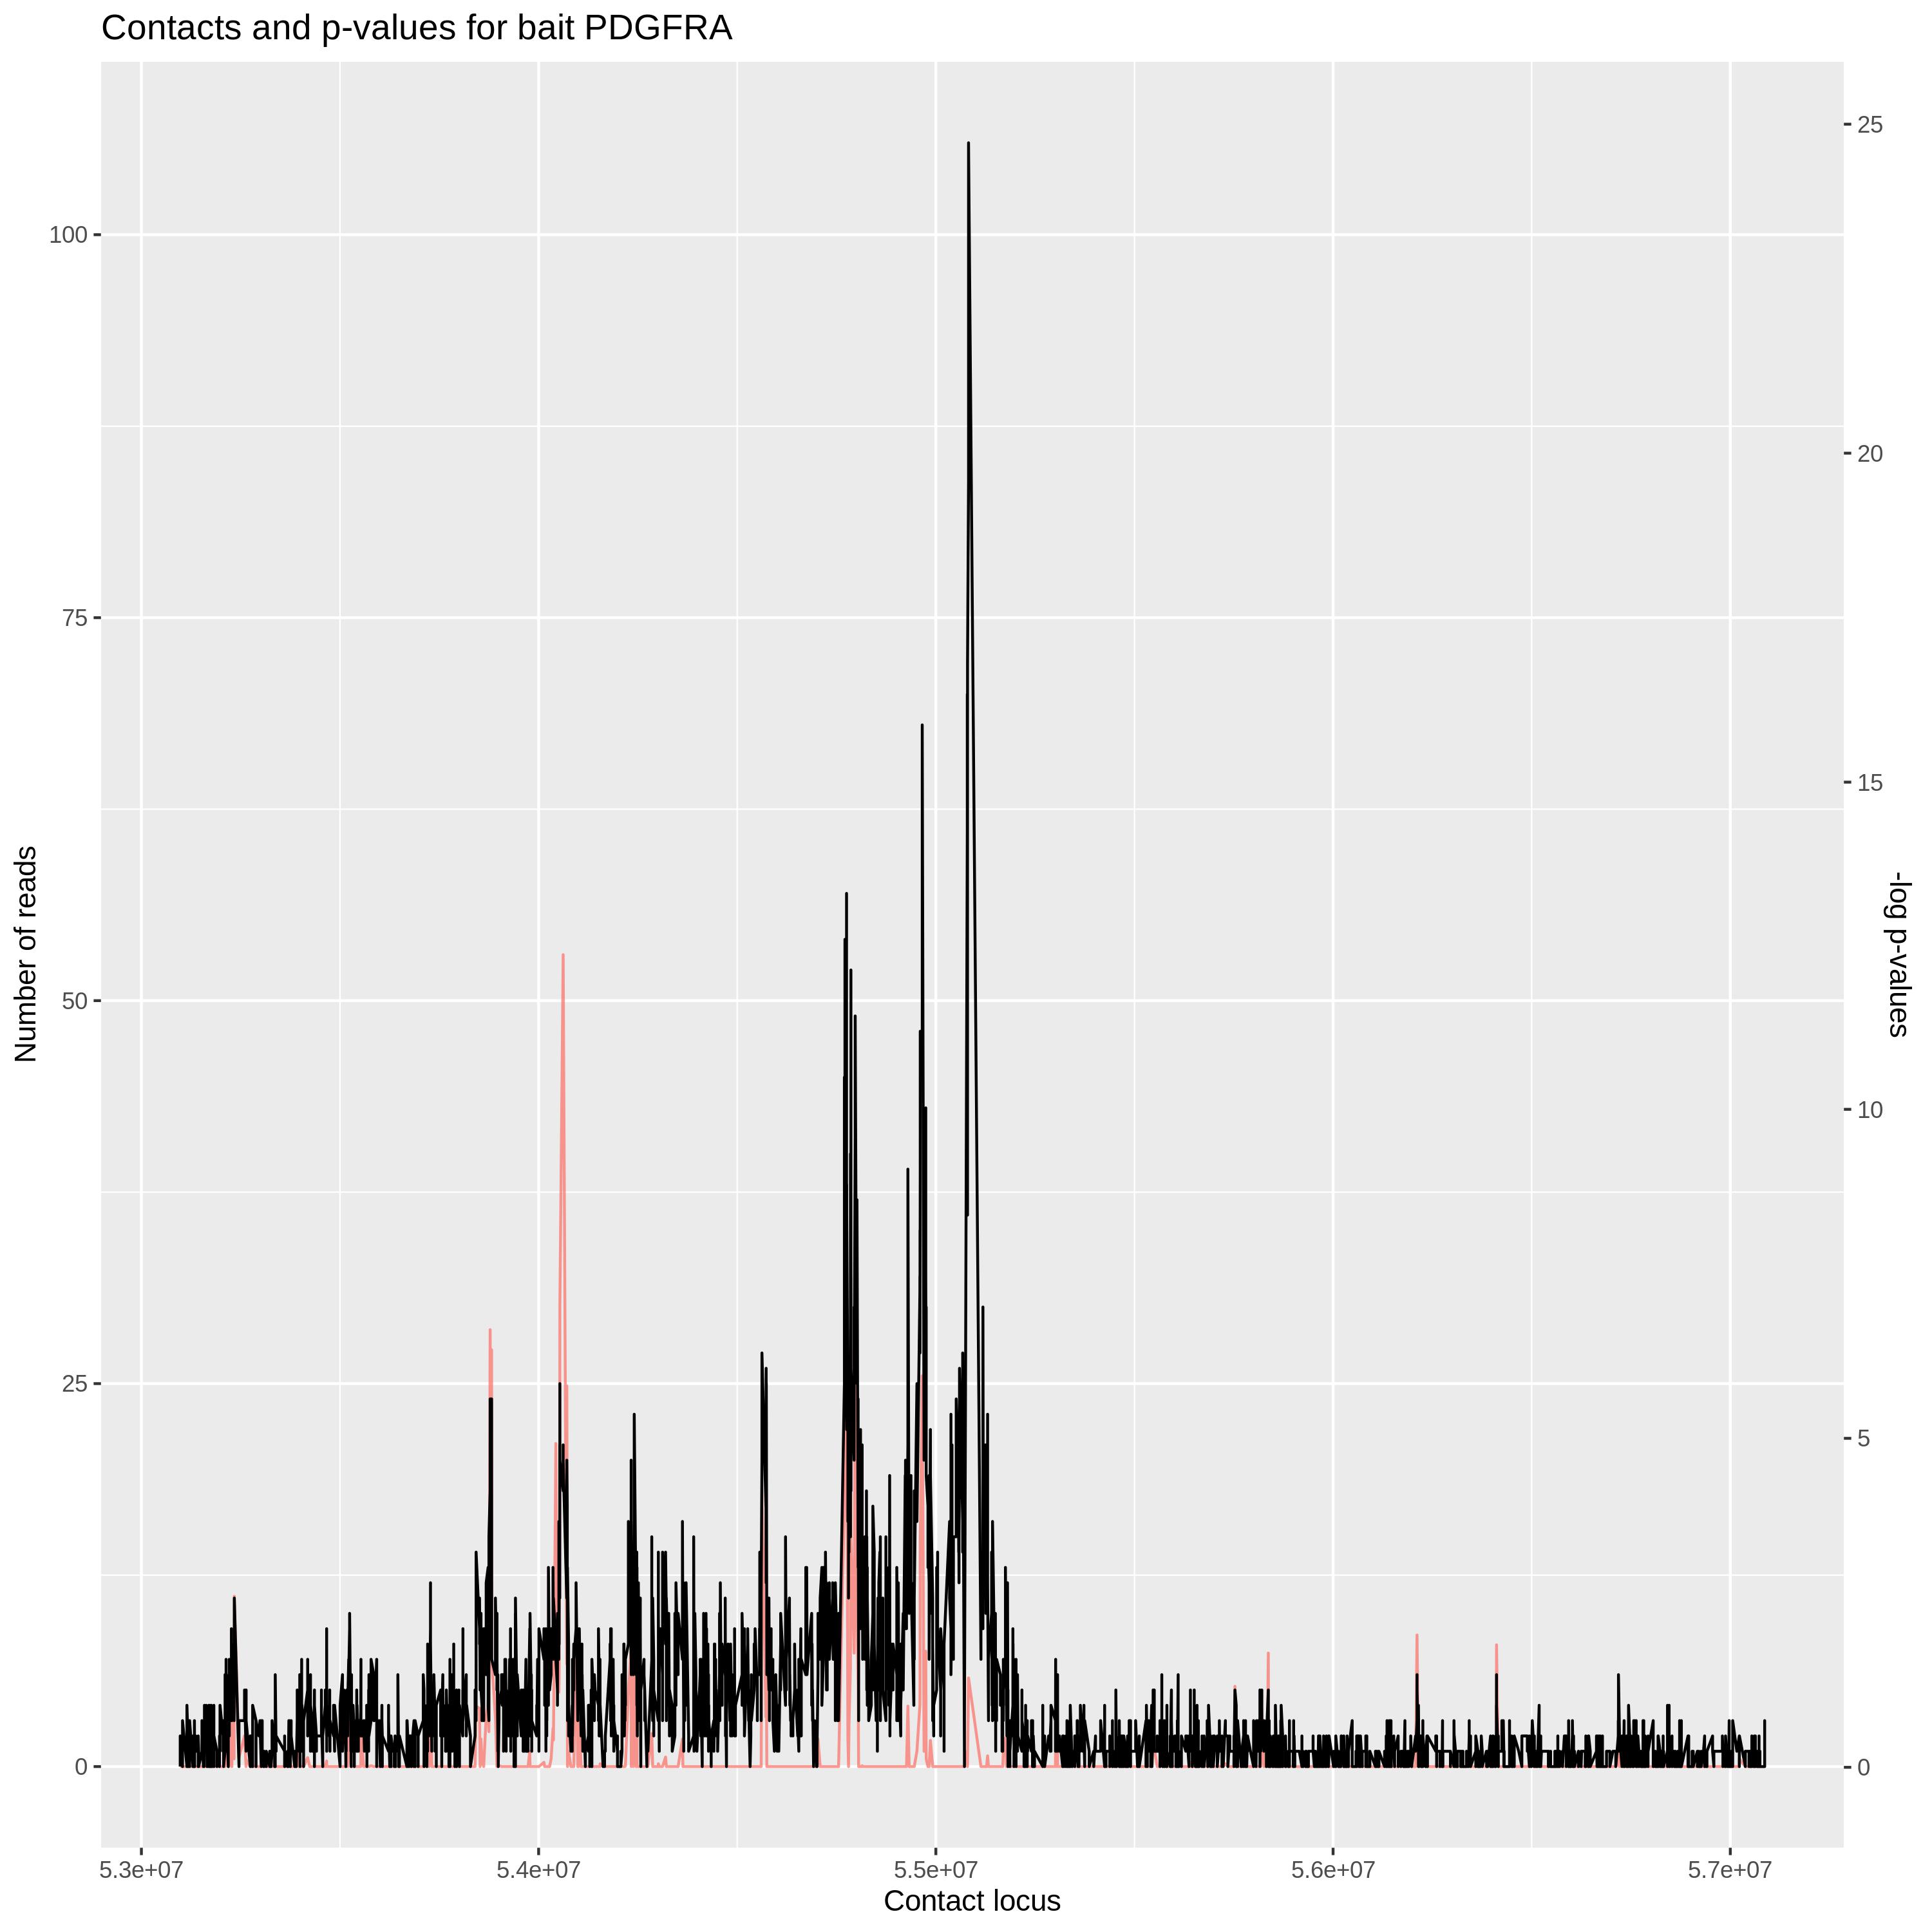 Contacts and p-values for bait PDGFRA
Number of reads
100
75
50
25
0
-log p-values
25
20
15
10
5
0
5.3e+07 5.4e+07 5.5e+07 5.6e+07 5.7e+07
Contact locus